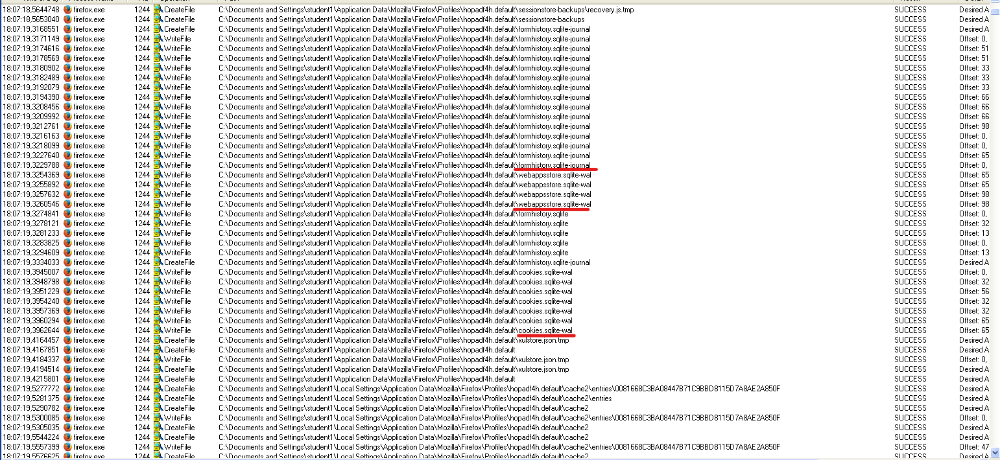 18:07:18,5644748 firefox.exe 1244 CreateFile C:\Documents and Settings\student1\Application Data\Mozilla\Firefox\Profiles\hopadf4h.default\sessionstore-backups\recovery.js.tmp SUCCESS Desired A
18:07:18,5653040 firefox.exe 1244 CreateFile C:\Documents and Settings\student1\Application Data\Mozilla\Firefox\Profiles\hopadf4h.default\sessionstore-backups SUCCESS Desired A
18:07:19,3168551 firefox.exe 1244 CreateFile C:\Documents and Settings\student1\Application Data\Mozilla\Firefox\Profiles\hopadf4h.default\formhistory.sqlite-journal SUCCESS Desired A
18:07:19,3171149 firefox.exe 1244 WriteFile C:\Documents and Settings\student1\Application Data\Mozilla\Firefox\Profiles\hopadf4h.default\formhistory.sqlite-journal SUCCESS Offset: 0,
18:07:19,3174616 firefox.exe 1244 WriteFile C:\Documents and Settings\student1\Application Data\Mozilla\Firefox\Profiles\hopadf4h.default\formhistory.sqlite-journal SUCCESS Offset: 51
18:07:19,3178569 firefox.exe 1244 WriteFile C:\Documents and Settings\student1\Application Data\Mozilla\Firefox\Profiles\hopadf4h.default\formhistory.sqlite-journal SUCCESS Offset: 51
18:07:19,3180902 firefox.exe 1244 WriteFile C:\Documents and Settings\student1\Application Data\Mozilla\Firefox\Profiles\hopadf4h.default\formhistory.sqlite-journal SUCCESS Offset: 33
18:07:19,3182489 firefox.exe 1244 WriteFile C:\Documents and Settings\student1\Application Data\Mozilla\Firefox\Profiles\hopadf4h.default\formhistory.sqlite-journal SUCCESS Offset: 33
18:07:19,3192079 firefox.exe 1244 WriteFile C:\Documents and Settings\student1\Application Data\Mozilla\Firefox\Profiles\hopadf4h.default\formhistory.sqlite-journal SUCCESS Offset: 33
18:07:19,3194390 firefox.exe 1244 WriteFile C:\Documents and Settings\student1\Application Data\Mozilla\Firefox\Profiles\hopadf4h.default\formhistory.sqlite-journal SUCCESS Offset: 66
18:07:19,3208456 firefox.exe 1244 WriteFile C:\Documents and Settings\student1\Application Data\Mozilla\Firefox\Profiles\hopadf4h.default\formhistory.sqlite-journal SUCCESS Offset: 66
18:07:19,3209992 firefox.exe 1244 WriteFile C:\Documents and Settings\student1\Application Data\Mozilla\Firefox\Profiles\hopadf4h.default\formhistory.sqlite-journal SUCCESS Offset: 66
18:07:19,3212761 firefox.exe 1244 WriteFile C:\Documents and Settings\student1\Application Data\Mozilla\Firefox\Profiles\hopadf4h.default\formhistory.sqlite-journal SUCCESS Offset: 98
18:07:19,3216163 firefox.exe 1244 WriteFile C:\Documents and Settings\student1\Application Data\Mozilla\Firefox\Profiles\hopadf4h.default\formhistory.sqlite-journal SUCCESS Offset: 0,
18:07:19,3218099 firefox.exe 1244 WriteFile C:\Documents and Settings\student1\Application Data\Mozilla\Firefox\Profiles\hopadf4h.default\formhistory.sqlite-journal SUCCESS Offset: 0,
18:07:19,3227640 firefox.exe 1244 WriteFile C:\Documents and Settings\student1\Application Data\Mozilla\Firefox\Profiles\hopadf4h.default\formhistory.sqlite-journal SUCCESS Offset: 65
18:07:19,3229788 firefox.exe 1244 WriteFile C:\Documents and Settings\student1\Application Data\Mozilla\Firefox\Profiles\hopadf4h.default\formhistory.sqlite-journal SUCCESS Offset: 0,
18:07:19,3254369 firefox.exe 1244 WriteFile C:\Documents and Settings\student1\Application Data\Mozilla\Firefox\Profiles\hopadf4h.default\webappsstore.sqlite-wal SUCCESS Offset: 65
18:07:19,3255892 firefox.exe 1244 WriteFile C:\Documents and Settings\student1\Application Data\Mozilla\Firefox\Profiles\hopadf4h.default\webappsstore.sqlite-wal SUCCESS Offset: 65
18:07:19,3257632 firefox.exe 1244 WriteFile C:\Documents and Settings\student1\Application Data\Mozilla\Firefox\Profiles\hopadf4h.default\webappsstore.sqlite-wal SUCCESS Offset: 98
18:07:19,3260546 firefox.exe 1244 WriteFile C:\Documents and Settings\student1\Application Data\Mozilla\Firefox\Profiles\hopadf4h.default\webappsstore.sqlite-wal SUCCESS Offset: 98
18:07:19,3274841 firefox.exe 1244 WriteFile C:\Documents and Settings\student1\Application Data\Mozilla\Firefox\Profiles\hopadf4h.default\formhistory.sqlite SUCCESS Offset: 0,
18:07:19,3278121 firefox.exe 1244 WriteFile C:\Documents and Settings\student1\Application Data\Mozilla\Firefox\Profiles\hopadf4h.default\formhistory.sqlite SUCCESS Offset: 32
18:07:19,3281233 firefox.exe 1244 WriteFile C:\Documents and Settings\student1\Application Data\Mozilla\Firefox\Profiles\hopadf4h.default\formhistory.sqlite SUCCESS Offset: 13
18:07:19,3283825 firefox.exe 1244 WriteFile C:\Documents and Settings\student1\Application Data\Mozilla\Firefox\Profiles\hopadf4h.default\formhistory.sqlite SUCCESS Offset: 0,
18:07:19,3294609 firefox.exe 1244 WriteFile C:\Documents and Settings\student1\Application Data\Mozilla\Firefox\Profiles\hopadf4h.default\formhistory.sqlite SUCCESS Offset: 13
18:07:19,3334033 firefox.exe 1244 CreateFile C:\Documents and Settings\student1\Application Data\Mozilla\Firefox\Profiles\hopadf4h.default\formhistory.sqlite-journal SUCCESS Desired A
18:07:19,3945007 firefox.exe 1244 WriteFile C:\Documents and Settings\student1\Application Data\Mozilla\Firefox\Profiles\hopadf4h.default\cookies.sqlite-wal SUCCESS Offset: 0,
18:07:19,3948798 firefox.exe 1244 WriteFile C:\Documents and Settings\student1\Application Data\Mozilla\Firefox\Profiles\hopadf4h.default\cookies.sqlite-wal SUCCESS Offset: 32
18:07:19,3951229 firefox.exe 1244 WriteFile C:\Documents and Settings\student1\Application Data\Mozilla\Firefox\Profiles\hopadf4h.default\cookies.sqlite-wal SUCCESS Offset: 56
18:07:19,3954240 firefox.exe 1244 WriteFile C:\Documents and Settings\student1\Application Data\Mozilla\Firefox\Profiles\hopadf4h.default\cookies.sqlite-wal SUCCESS Offset: 32
18:07:19,3957369 firefox.exe 1244 WriteFile C:\Documents and Settings\student1\Application Data\Mozilla\Firefox\Profiles\hopadf4h.default\cookies.sqlite-wal SUCCESS Offset: 32
18:07:19,3960294 firefox.exe 1244 WriteFile C:\Documents and Settings\student1\Application Data\Mozilla\Firefox\Profiles\hopadf4h.default\cookies.sqlite-wal SUCCESS Offset: 65
18:07:19,3962644 firefox.exe 1244 WriteFile C:\Documents and Settings\student1\Application Data\Mozilla\Firefox\Profiles\hopadf4h.default\cookies.sqlite-wal SUCCESS Offset: 65
18:07:19,4164457 firefox.exe 1244 CreateFile C:\Documents and Settings\student1\Application Data\Mozilla\Firefox\Profiles\hopadf4h.default\xulstore.json.tmp SUCCESS Desired A
18:07:19,4167851 firefox.exe 1244 CreateFile C:\Documents and Settings\student1\Application Data\Mozilla\Firefox\Profiles\hopadf4h.default SUCCESS Desired A
18:07:19,4184337 firefox.exe 1244 WriteFile C:\Documents and Settings\student1\Application Data\Mozilla\Firefox\Profiles\hopadf4h.default\xulstore.json.tmp SUCCESS Offset: 0,
18:07:19,4194514 firefox.exe 1244 CreateFile C:\Documents and Settings\student1\Application Data\Mozilla\Firefox\Profiles\hopadf4h.default\xulstore.json.tmp SUCCESS Desired A
18:07:19,4215801 firefox.exe 1244 CreateFile C:\Documents and Settings\student1\Application Data\Mozilla\Firefox\Profiles\hopadf4h.default SUCCESS Desired A
18:07:19,5277772 firefox.exe 1244 CreateFile C:\Documents and Settings\student1\Local Settings\Application Data\Mozilla\Firefox\Profiles\hopadf4h.default\cache2\entries\0081668C3BA08447B71C9BBD8115D7A8AE2A850F SUCCESS Desired A
18:07:19,5281375 firefox.exe 1244 CreateFile C:\Documents and Settings\student1\Local Settings\Application Data\Mozilla\Firefox\Profiles\hopadf4h.default\cache2\entries SUCCESS Desired A
18:07:19,5290782 firefox.exe 1244 CreateFile C:\Documents and Settings\student1\Local Settings\Application Data\Mozilla\Firefox\Profiles\hopadf4h.default\cache2 SUCCESS Desired A
18:07:19,5300085 firefox.exe 1244 WriteFile C:\Documents and Settings\student1\Local Settings\Application Data\Mozilla\Firefox\Profiles\hopadf4h.default\cache2\entries\0081668C3BA08447B71C9BBD8115D7A8AE2A850F SUCCESS Offset: 0,
18:07:19,5305035 firefox.exe 1244 CreateFile C:\Documents and Settings\student1\Local Settings\Application Data\Mozilla\Firefox\Profiles\hopadf4h.default\cache2 SUCCESS Desired A
18:07:19,5544224 firefox.exe 1244 CreateFile C:\Documents and Settings\student1\Local Settings\Application Data\Mozilla\Firefox\Profiles\hopadf4h.default\cache2 SUCCESS Desired A
18:07:19,5557399 firefox.exe 1244 WriteFile C:\Documents and Settings\student1\Local Settings\Application Data\Mozilla\Firefox\Profiles\hopadf4h.default\cache2\entries\0081668C3BA08447B71C9BBD8115D7A8AE2A850F SUCCESS Offset: 47
18:07:19,5576625 firefox.exe 1244 CreateFile C:\Documents and Settings\student1\Local Settings\Application Data\Mozilla\Firefox\Profiles\hopadf4h.default\cache2 SUCCESS Desired A